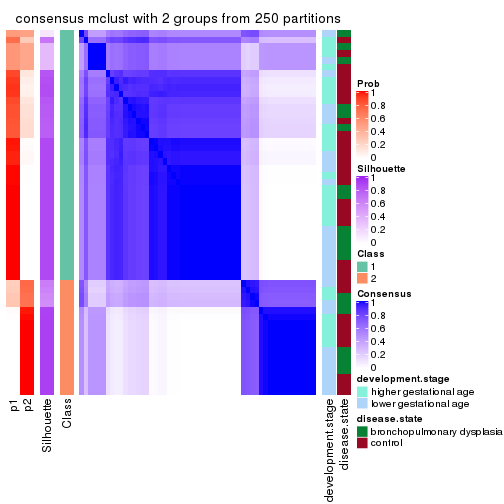 consensus mclust with 2 groups from 250 partitions
Prob
1
0.8
0.6
0.4
0.2
0
Silhouette
1
0.8
0.6
0.4
0.2
0
Class
1
2
Consensus
1
0.8
0.6
0.4
0.2
0
development.stage
higher gestational age
lower gestational age
disease.state
bronchopulmonary dysplasia
control
p1
p2
Silhouette
Class
development.stage
disease.state